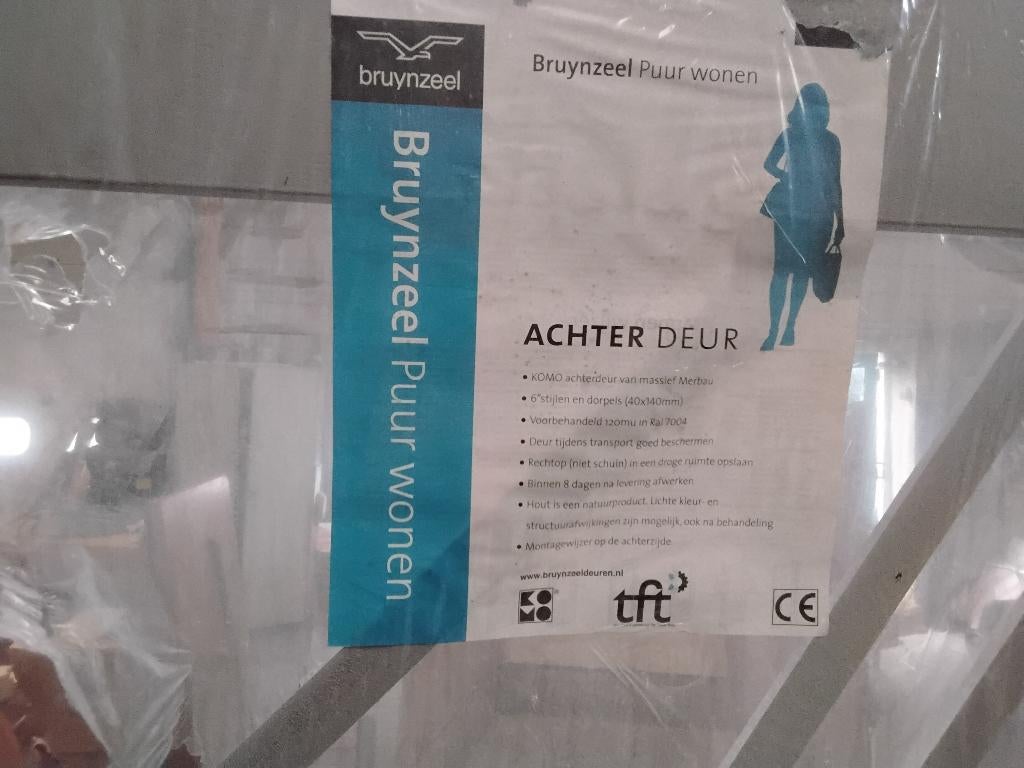 bruynzeel
Bruynzeel Puur wonen
Bruynzeel Puur wonen
ACHTER DEUR
• KOMO achterdeur van massief Merbau
• 6"stijlen en dorpels (40x140mm)
• Voorbehandeld 120mu in Ral 7004
• Deur tijdens transport goed beschermen
• Rechtop (niet schuin) in een droge ruimte opslaan
• Binnen 8 dagen na levering afwerken
• Hout is een natuurproduct. Lichte kleur- en
structuurafwijkingen zijn mogelijk, ook na behandeling
• Montagewijzer op de achterzijde
www.bruynzeeldeuren.nl
KOMO
tft
CE